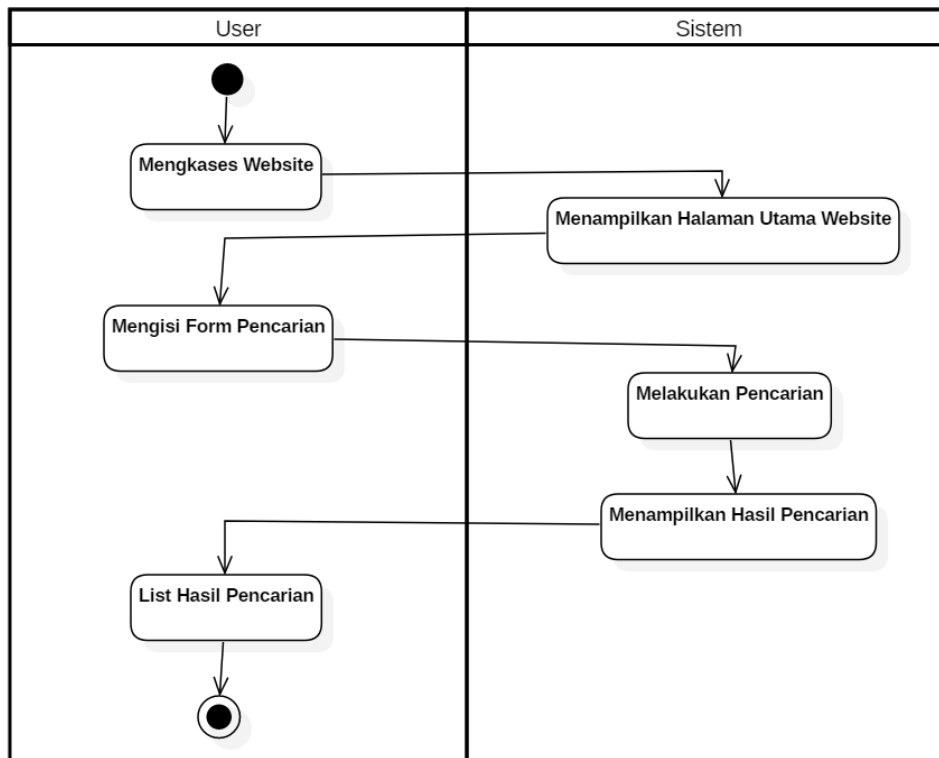 User
Sistem
Mengkases Website
Menampilkan Halaman Utama Website
Mengisi Form Pencarian
Melakukan Pencarian
Menampilkan Hasil Pencarian
List Hasil Pencarian